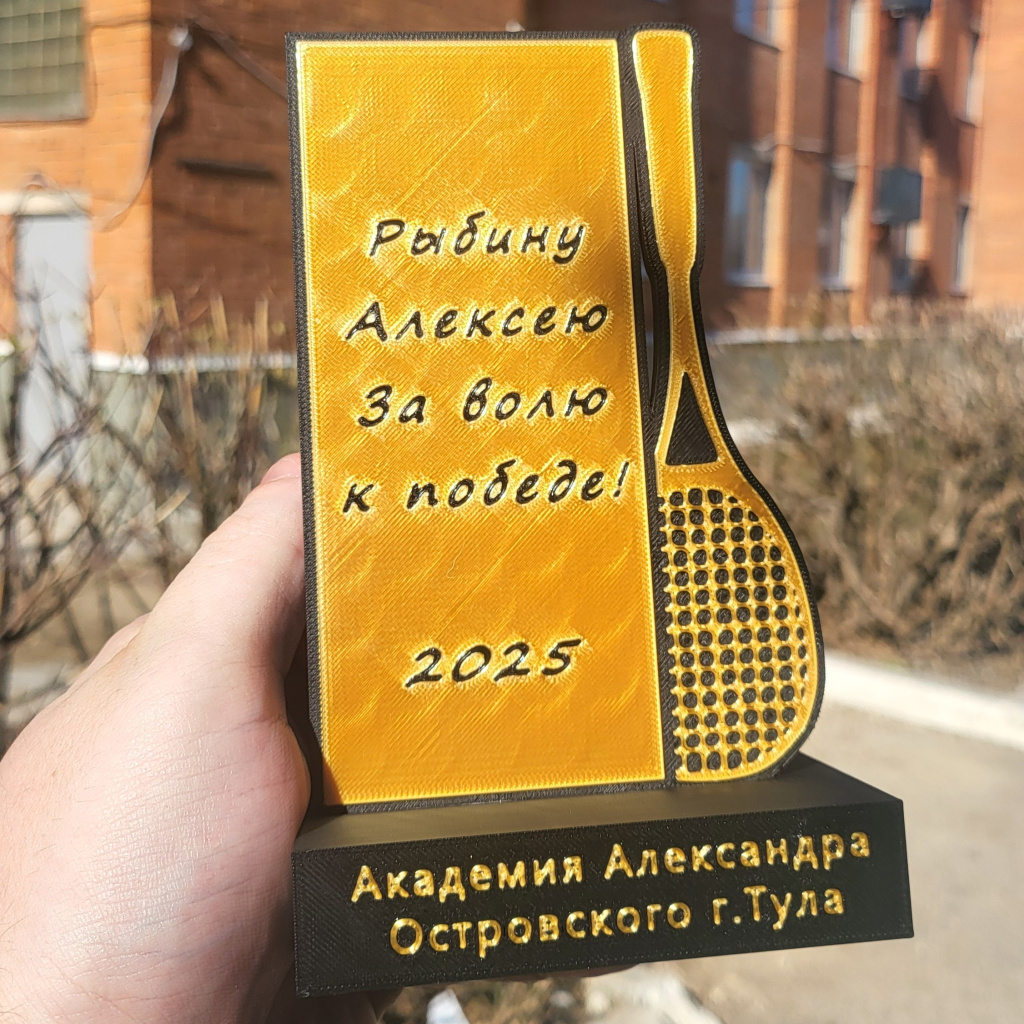 Рыбину
Алексею
За волю
к победе!
2025
Академия Александра
Островского г.Тула